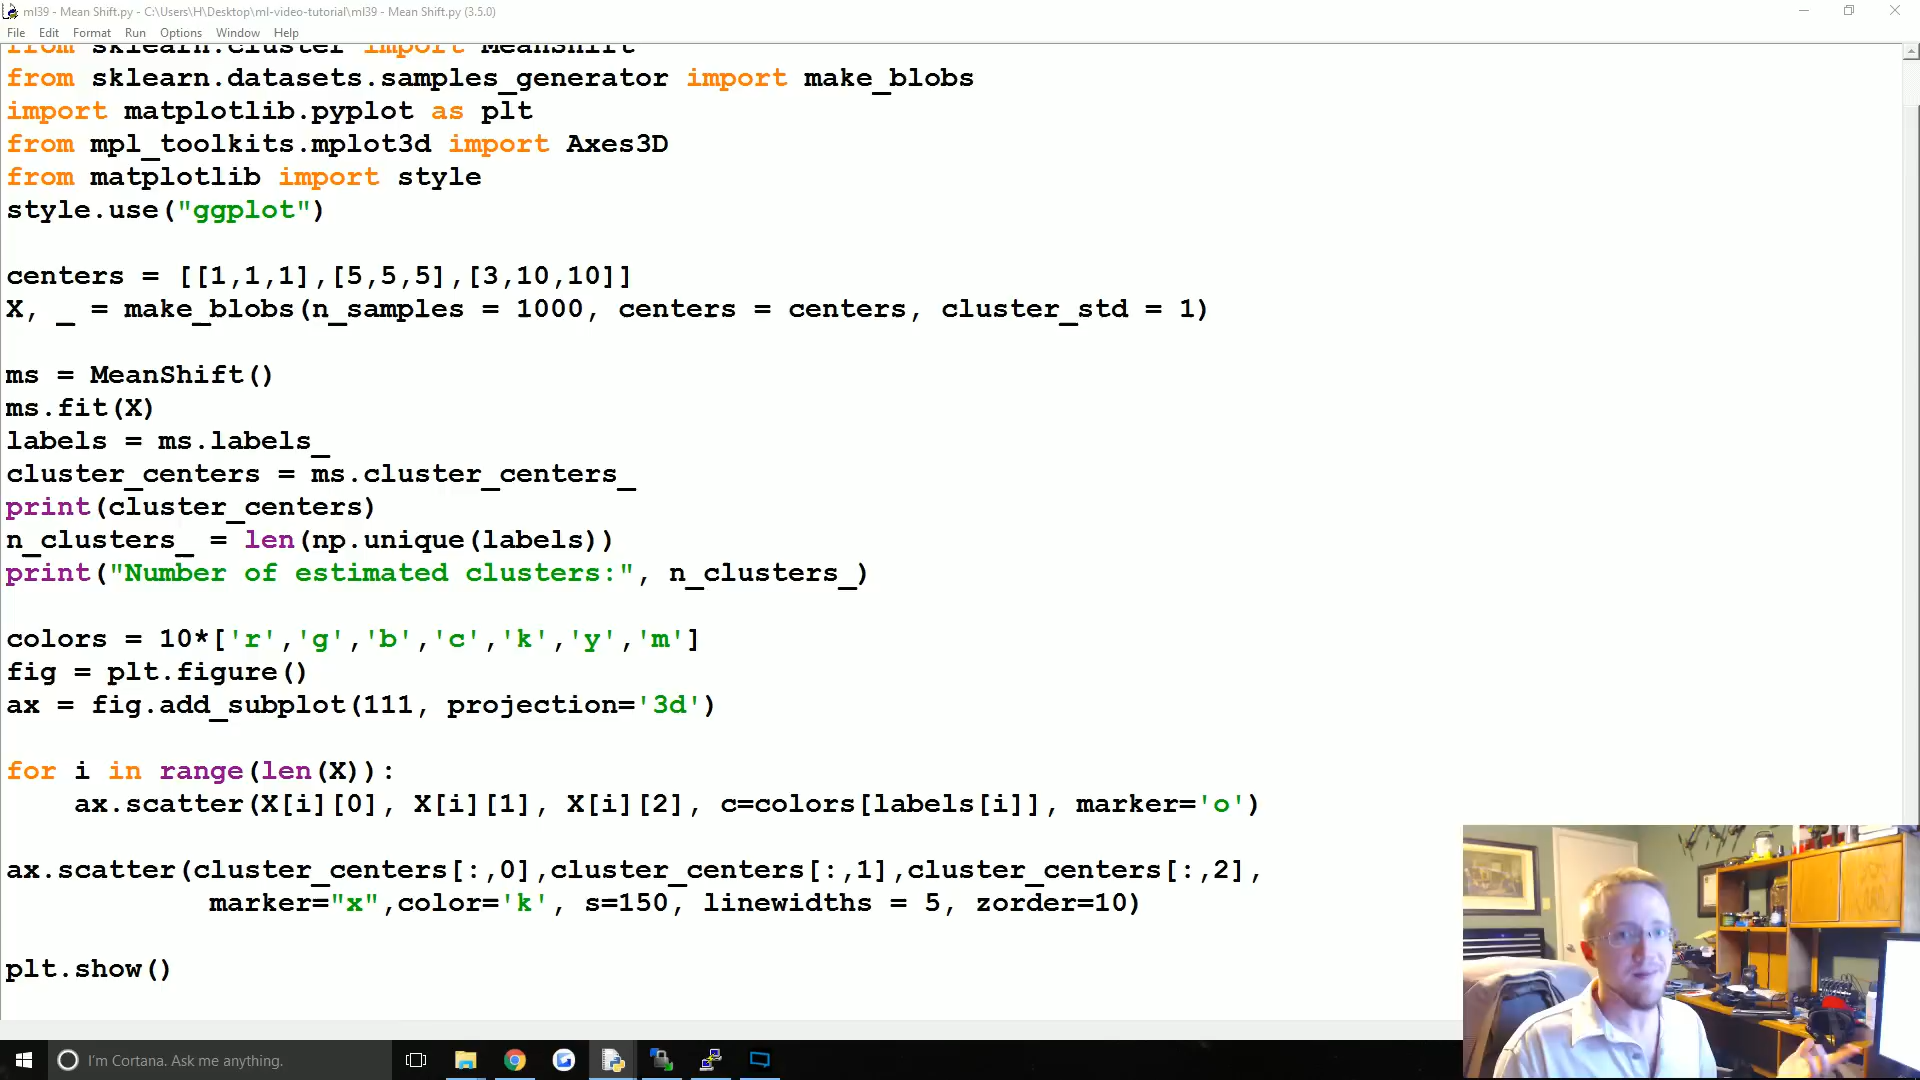 ml39 - Mean Shift.py - C:\Users\H\Desktop\ml-video-tutorial\ml39 - Mean Shift.py (3.5.0)
File Edit Format Run Options Window Help
from sklearn.cluster import MeanShift
from sklearn.datasets.samples_generator import make_blobs
import matplotlib.pyplot as plt
from mpl_toolkits.mplot3d import Axes3D
from matplotlib import style
style.use("ggplot")
centers = [[1,1,1],[5,5,5],[3,10,10]]
X, _ = make_blobs(n_samples = 1000, centers = centers, cluster_std = 1)
ms = MeanShift()
ms.fit(X)
labels = ms.labels_
cluster_centers = ms.cluster_centers_
print(cluster_centers)
n_clusters_ = len(np.unique(labels))
print("Number of estimated clusters:", n_clusters_)
colors = 10*['r','g','b','c','k','y','m']
fig = plt.figure()
ax = fig.add_subplot(111, projection='3d')
for i in range(len(X)):
    ax.scatter(X[i][0], X[i][1], X[i][2], c=colors[labels[i]], marker='o')
ax.scatter(cluster_centers[:,0],cluster_centers[:,1],cluster_centers[:,2],
            marker="x",color='k', s=150, linewidths = 5, zorder=10)
plt.show()
I'm Cortana. Ask me anything.